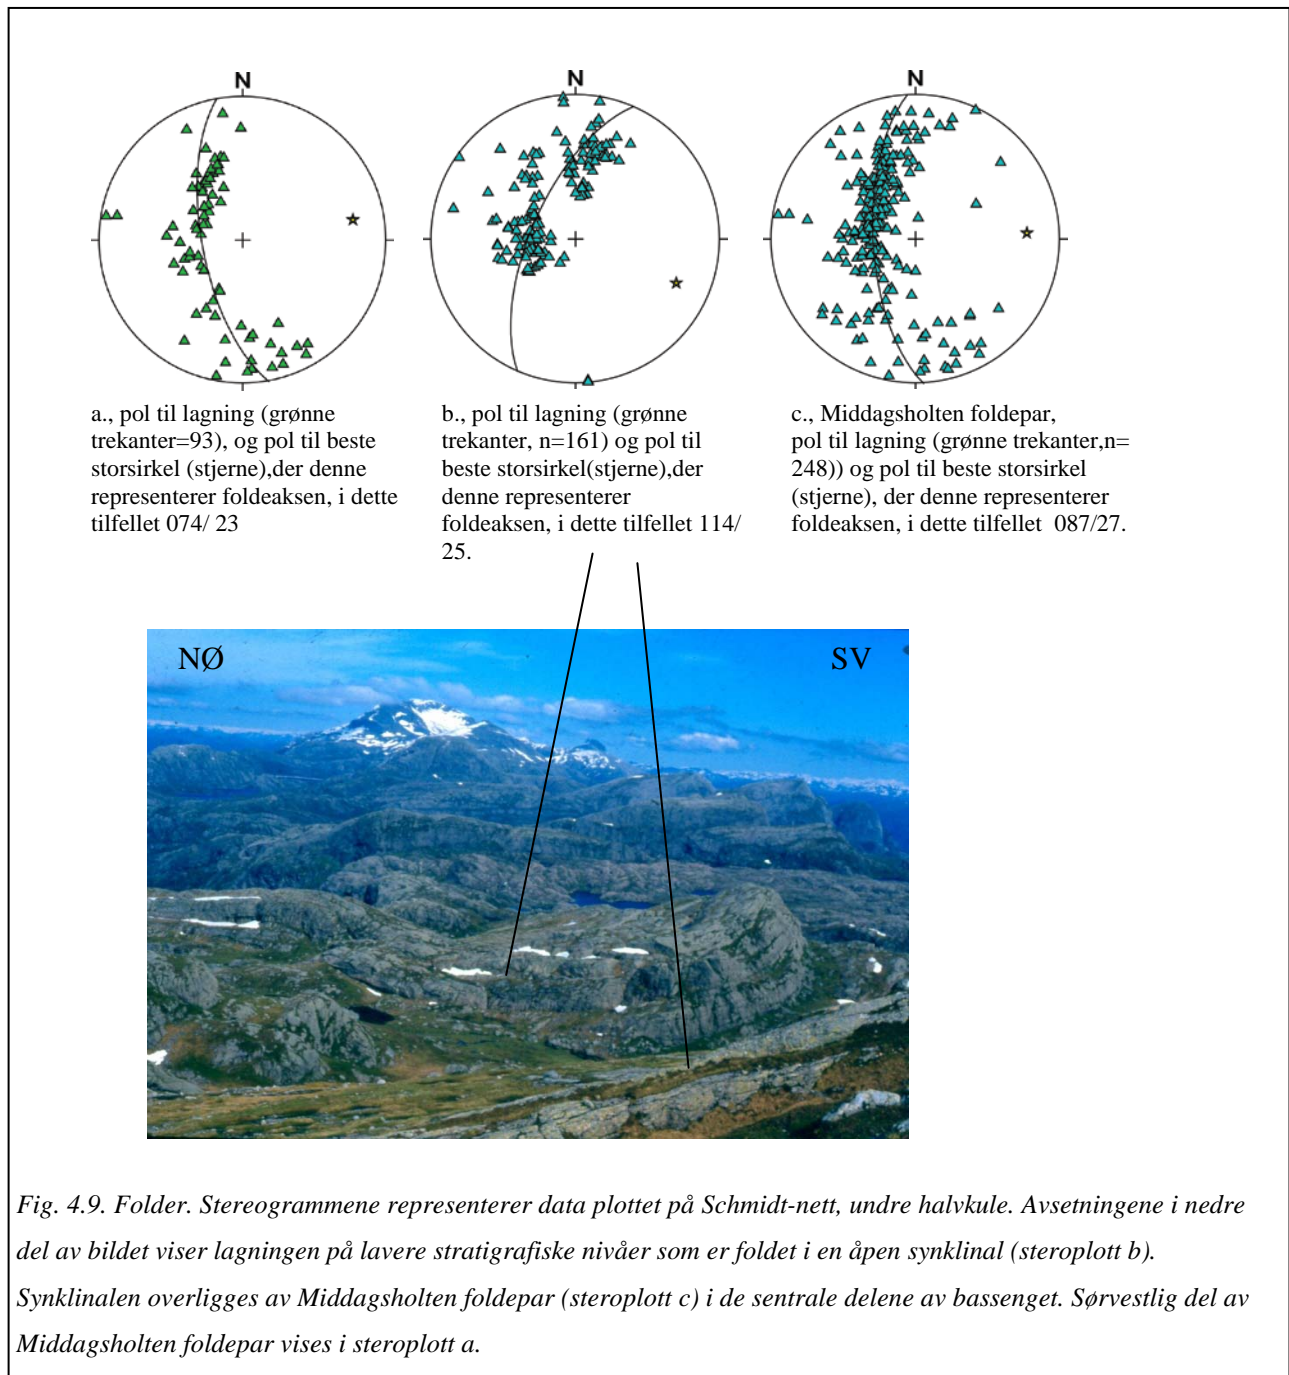 N
N
N
a., pol til lagning (grønne
trekanter=93), og pol til beste
storsirkel (stjerne),der denne
representerer foldeaksen, i dette
tilfellet 074/ 23
b., pol til lagning (grønne
trekanter, n=161) og pol til
beste storsirkel(stjerne),der
denne representerer
foldeaksen, i dette tilfellet 114/
25.
c., Middagsholten foldepar,
pol til lagning (grønne trekanter,n=
248)) og pol til beste storsirkel
(stjerne), der denne representerer
foldeaksen, i dette tilfellet 087/27.
NØ
SV
Fig. 4.9. Folder. Stereogrammene representerer data plottet på Schmidt-nett, undre halvkule. Avsetningene i nedre
del av bildet viser lagningen på lavere stratigrafiske nivåer som er foldet i en åpen synklinal (steroplott b).
Synklinalen overligges av Middagsholten foldepar (steroplott c) i de sentrale delene av bassenget. Sørvestlig del av
Middagsholten foldepar vises i steroplott a.